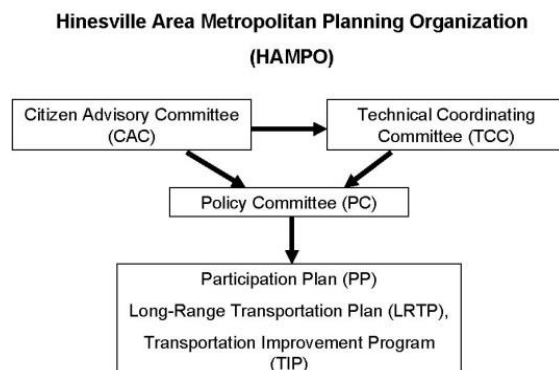 Hinesville Area Metropolitan Planning Organization
(HAMPO)
Citizen Advisory Committee
(CAC)
Technical Coordinating
Committee (TCC)
Policy Committee (PC)
Participation Plan (PP)
Long-Range Transportation Plan (LRTP),
Transportation Improvement Program
(TIP)